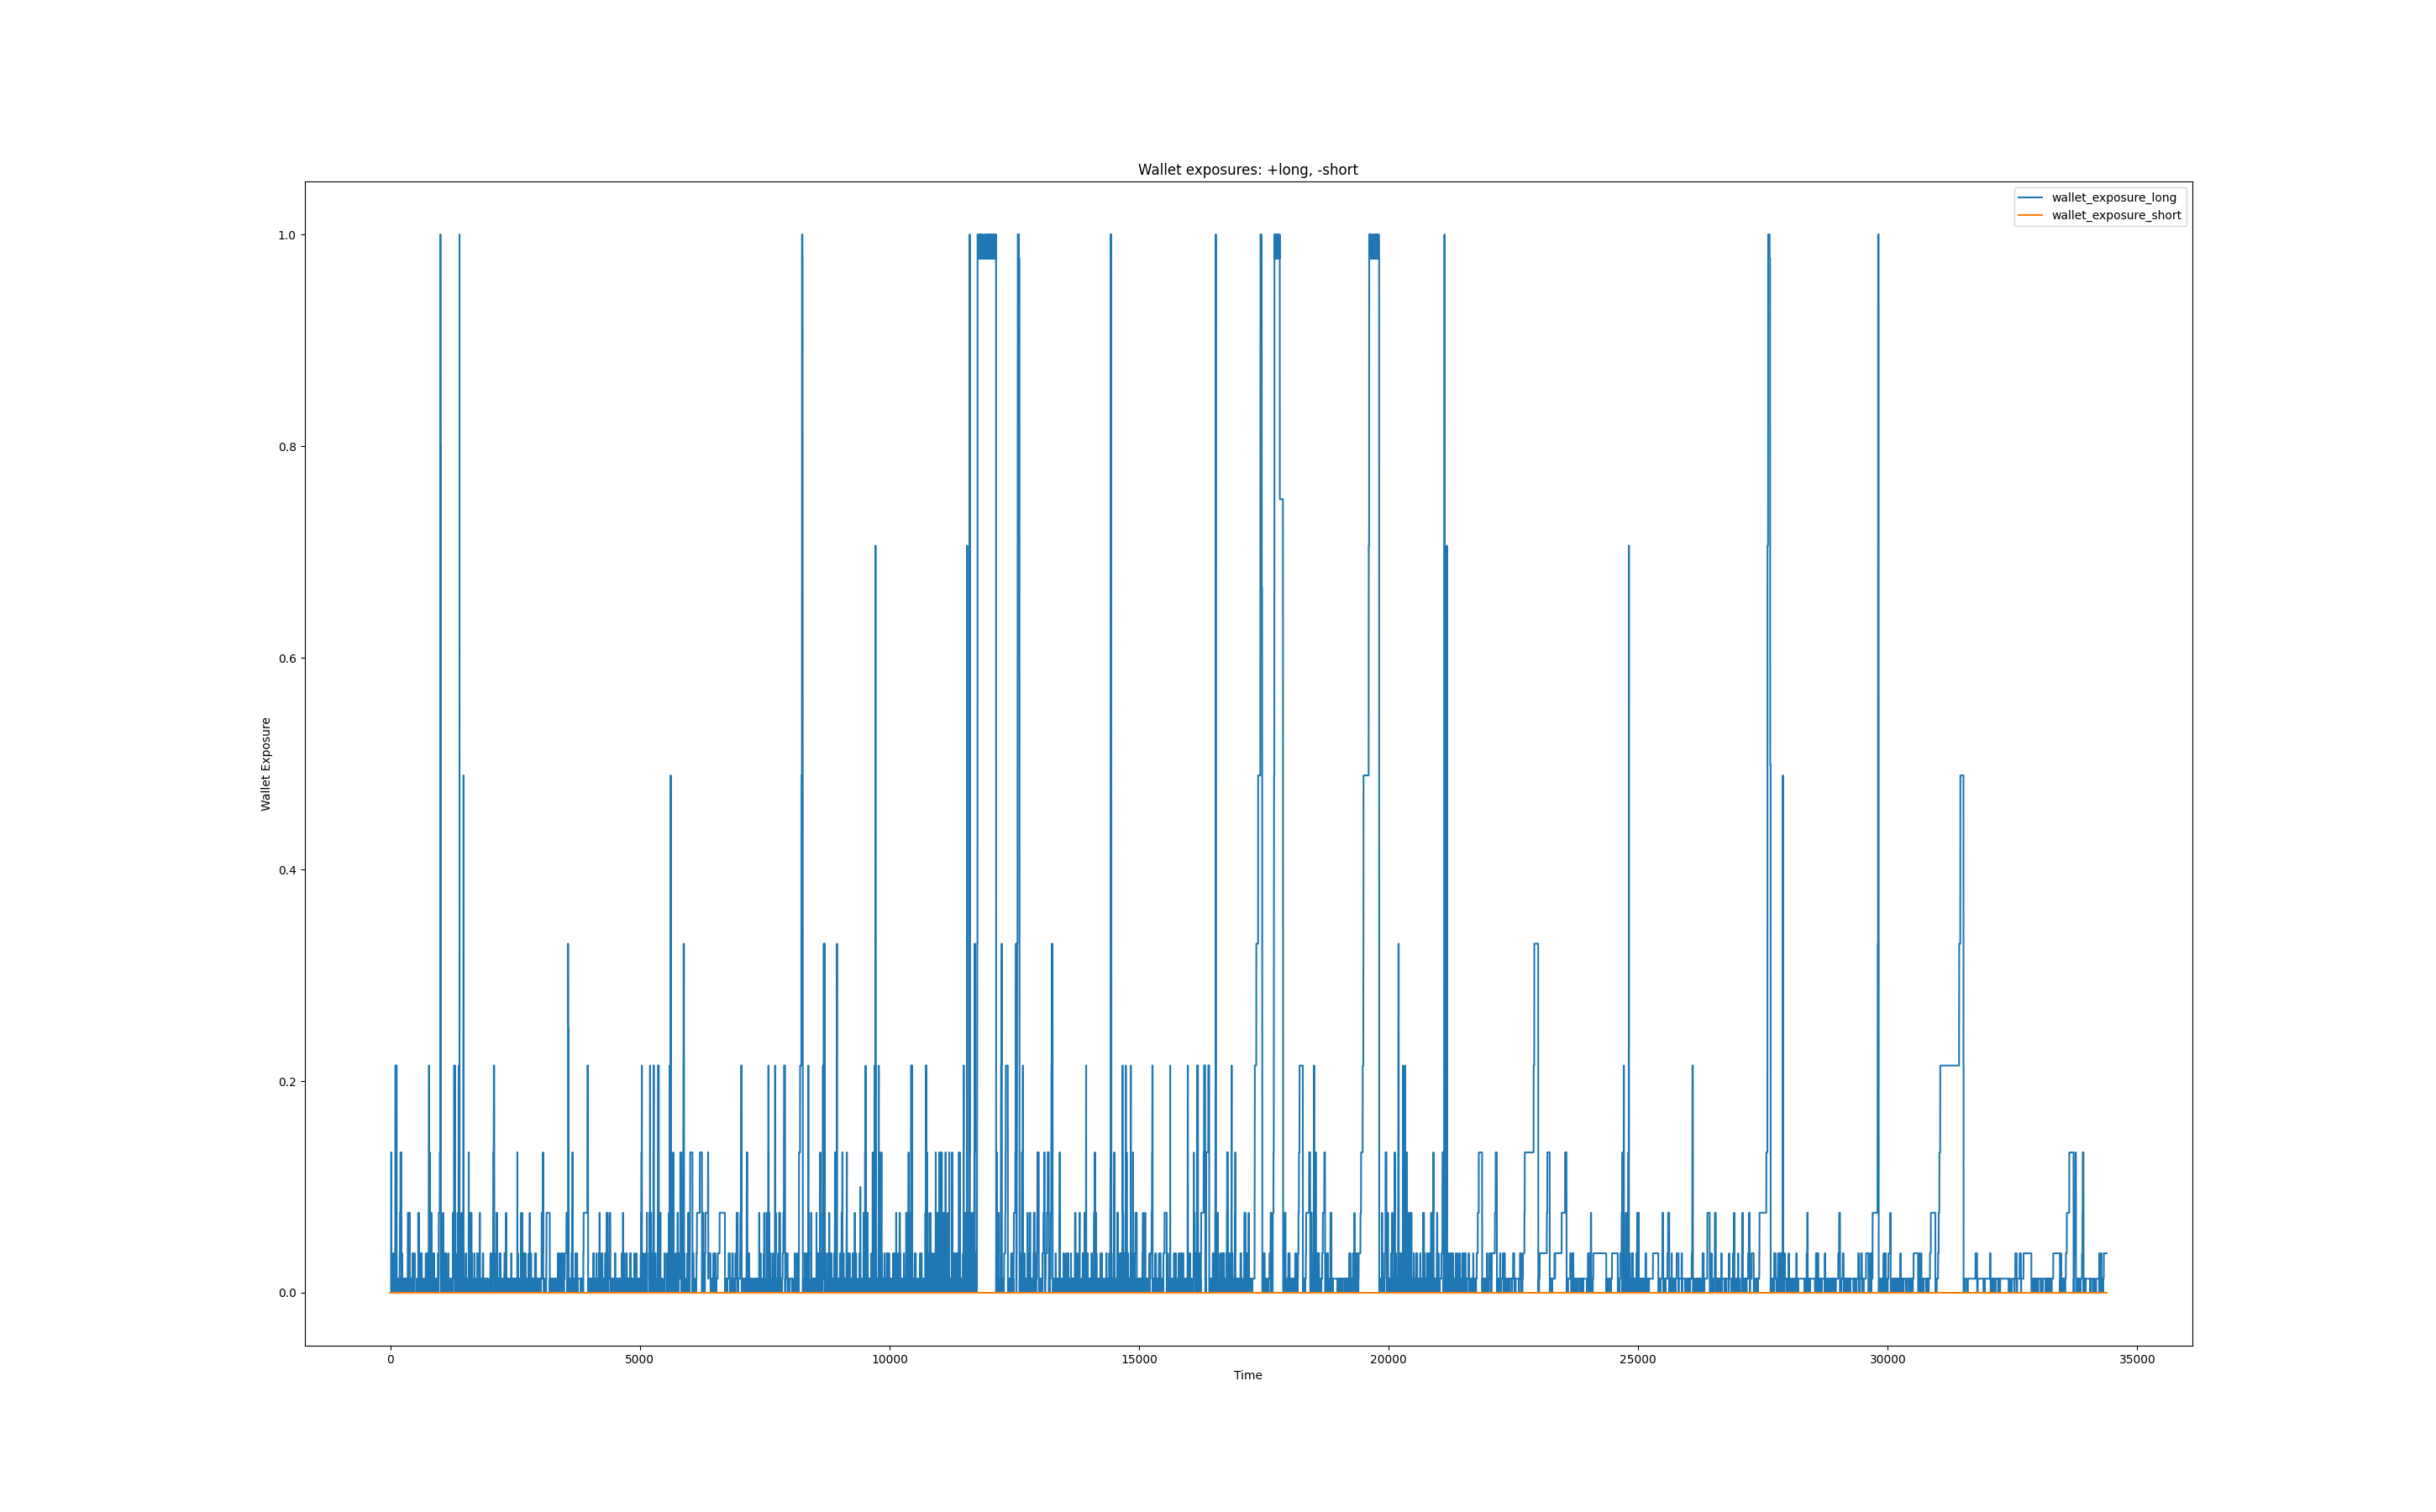 Wallet exposures: +long, -short
wallet_exposure_long
wallet_exposure_short
1.0
0.8
0.6
0.4
0.2
0.0
Wallet Exposure
0 5000 10000 15000 20000 25000 30000 35000
Time